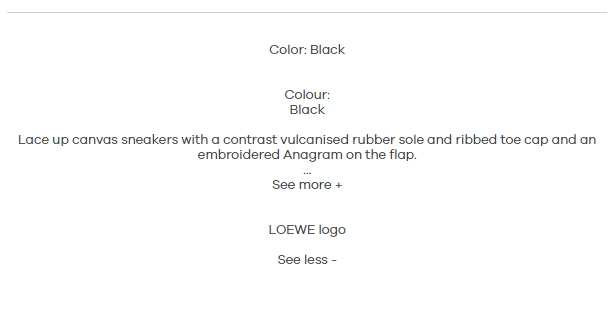 Color: Black
Colour:
Black
Lace up canvas sneakers with a contrast vulcanised rubber sole and ribbed toe cap and an
embroidered Anagram on the flap.
...
See more +
LOEWE logo
See less -